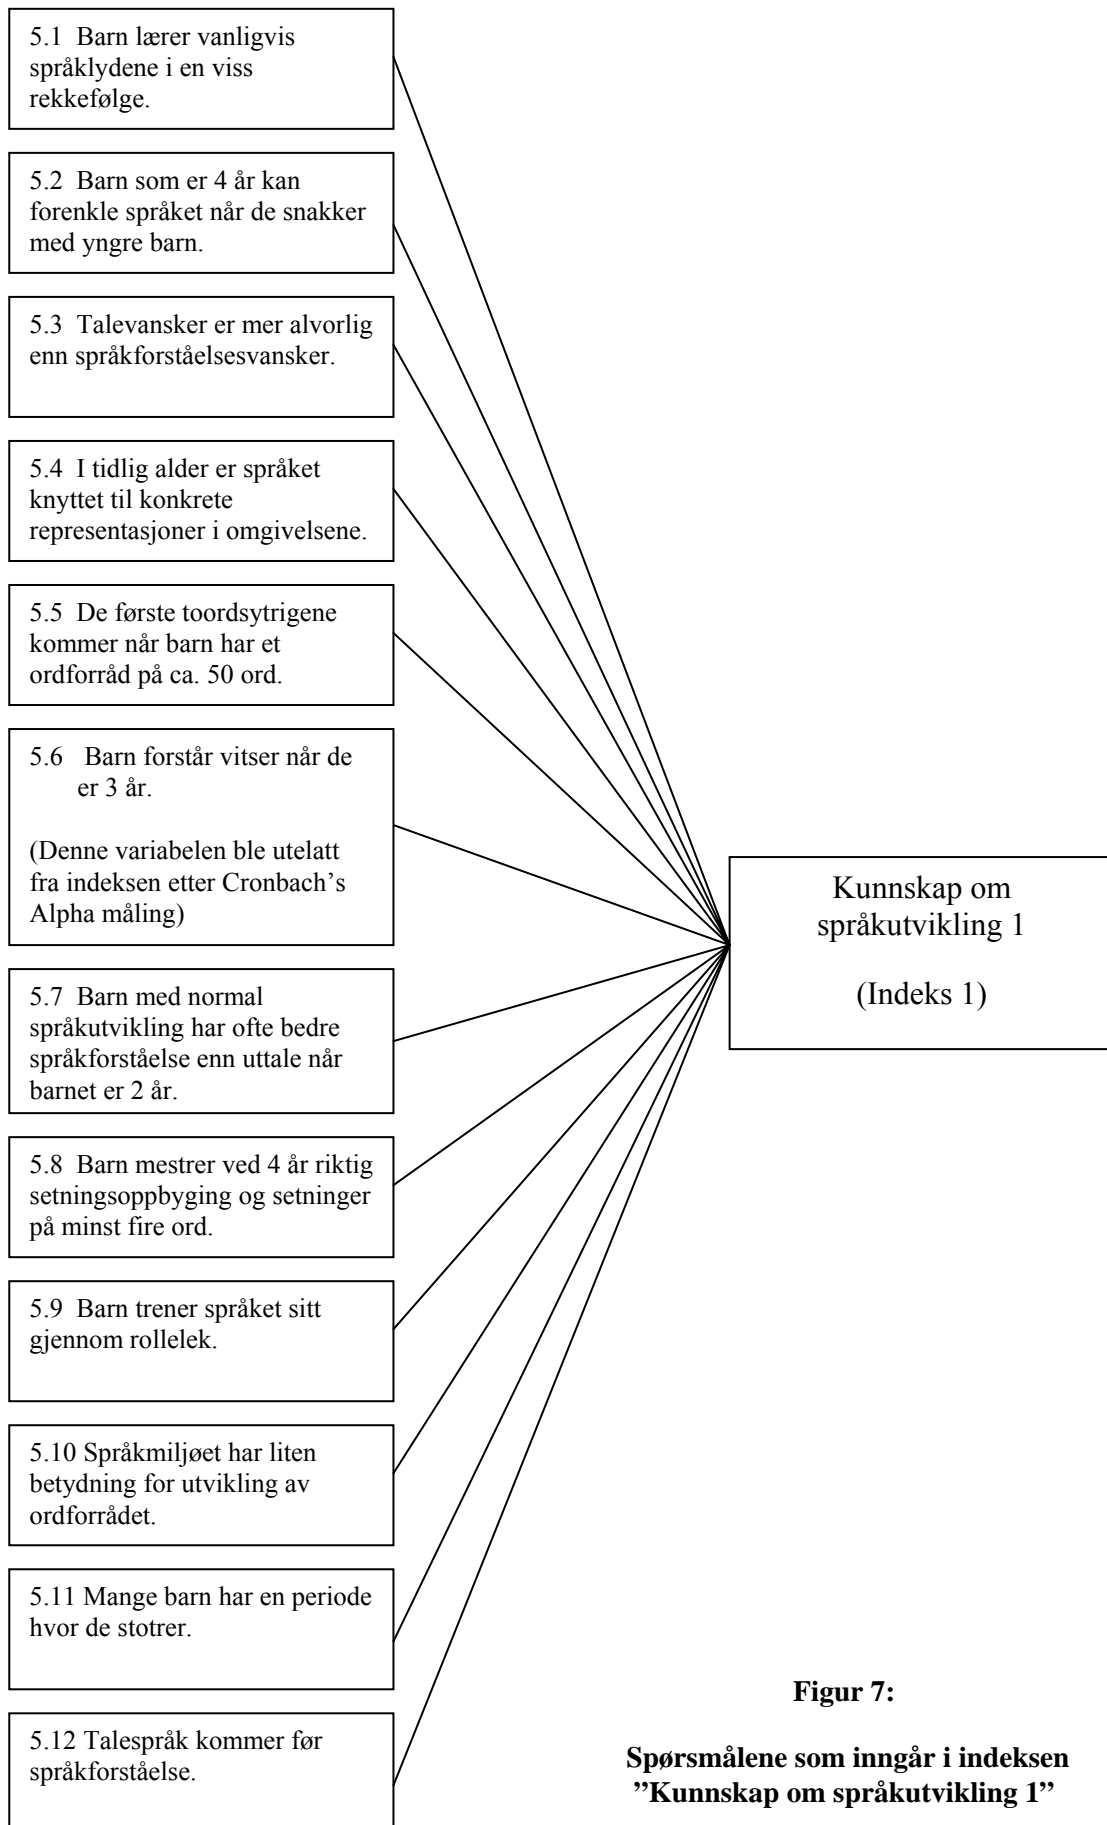 5.1 Barn lærer vanligvis
språklydene i en viss
rekkefølge.
5.2 Barn som er 4 år kan
forenkle språket når de snakker
med yngre barn.
5.3 Talevansker er mer alvorlig
enn språkforståelsesvansker.
5.4 I tidlig alder er språket
knyttet til konkrete
representasjoner i omgivelsene.
5.5 De første toordsytrigene
kommer når barn har et
ordforråd på ca. 50 ord.
5.6 Barn forstår vitser når de
er 3 år.
(Denne variabelen ble utelatt
fra indeksen etter Cronbach’s
Alpha måling)
5.7 Barn med normal
språkutvikling har ofte bedre
språkforståelse enn uttale når
barnet er 2 år.
5.8 Barn mestrer ved 4 år riktig
setningsoppbyging og setninger
på minst fire ord.
5.9 Barn trener språket sitt
gjennom rollelek.
5.10 Språkmiljøet har liten
betydning for utvikling av
ordforrådet.
5.11 Mange barn har en periode
hvor de stotrer.
5.12 Talespråk kommer før
språkforståelse.
Kunnskap om
språkutvikling 1
(Indeks 1)
Figur 7:
Spørsmålene som inngår i indeksen
”Kunnskap om språkutvikling 1”